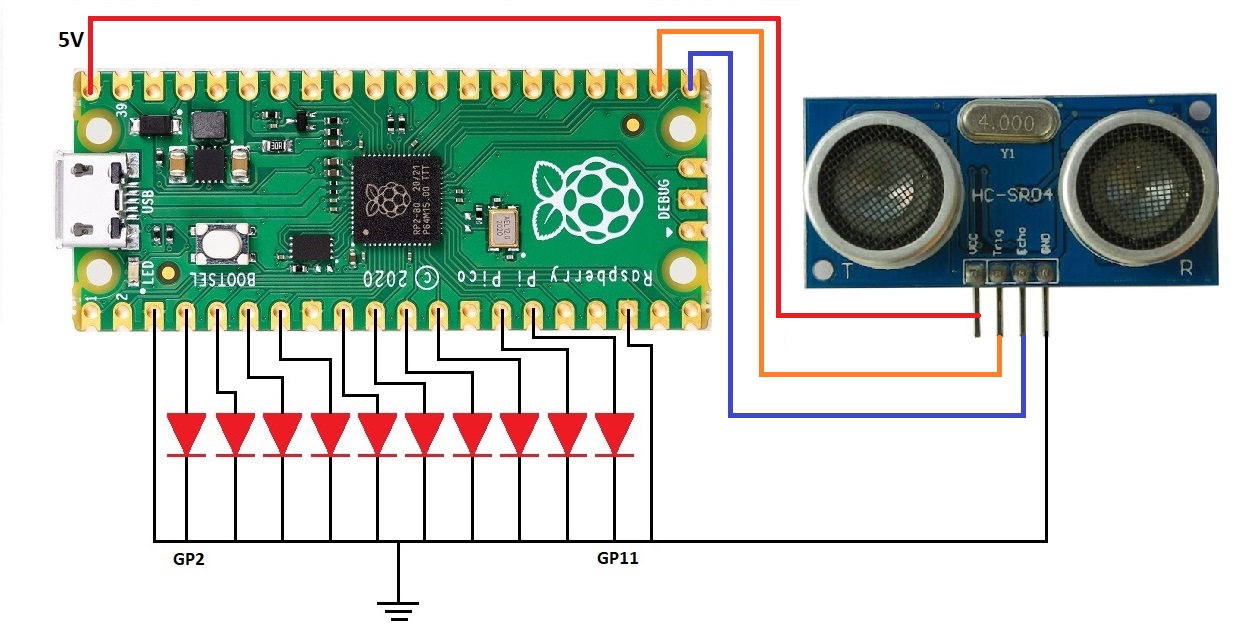 5V
39
USB
LED
1
2
30A
BOOTSEL
RP2-B0 20/21
P64M15.00 TTT
DEBUG
Raspberry Pi Pico © 2020
4.000
Y1
HC-SR04
VCC
Trig
Echo
GND
T
R
GP2
GP11